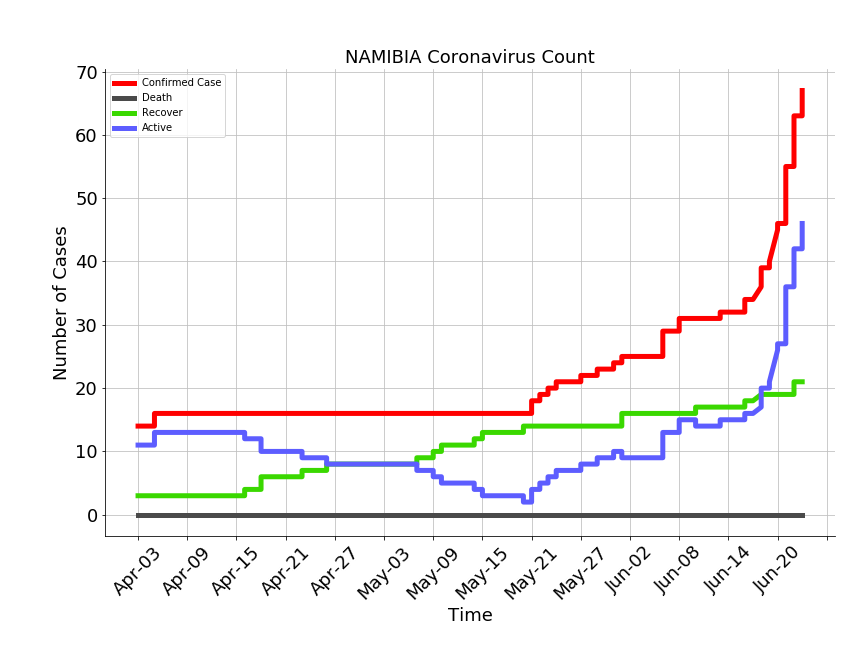 NAMIBIA Coronavirus Count
Confirmed Case
Death
Recover
Active
70
60
50
40
30
20
10
0
Number of Cases
Apr-03
Apr-09
Apr-15
Apr-21
Apr-27
May-03
May-09
May-15
May-21
May-27
Jun-02
Jun-08
Jun-14
Jun-20
Time